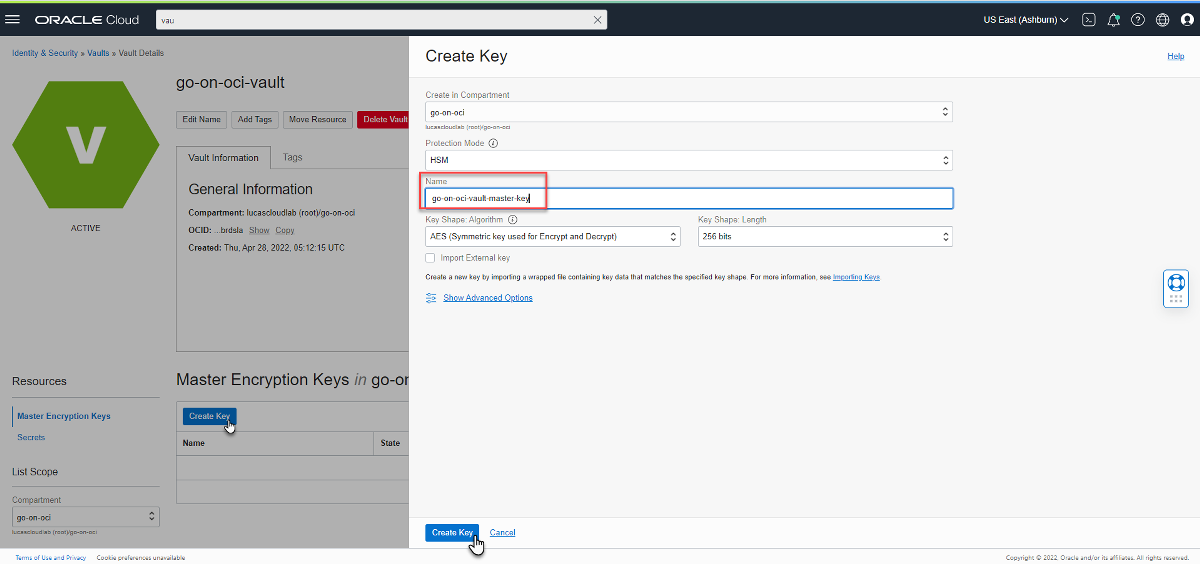 ORACLE Cloud
vau
US East (Ashburn)
Identity & Security » Vaults » Vault Details
V
ACTIVE
go-on-oci-vault
Edit Name
Add Tags
Move Resource
Delete Vault
Vault Information
Tags
General Information
Compartment: lucascloudlab (root)/go-on-oci
OCID: ...brdsla Show Copy
Created: Thu, Apr 28, 2022, 05:12:15 UTC
Resources
Master Encryption Keys
Secrets
List Scope
Compartment
go-on-oci
lucascloudlab (root)/go-on-oci
Master Encryption Keys in go-on
Create Key
Name
State
Create Key
Help
Create in Compartment
go-on-oci
lucascloudlab (root)/go-on-oci
Protection Mode
HSM
Name
go-on-oci-vault-master-key
Key Shape: Algorithm
AES (Symmetric key used for Encrypt and Decrypt)
Key Shape: Length
256 bits
Import External key
Create a new key by importing a wrapped file containing key data that matches the specified key shape. For more information, see Importing Keys.
Show Advanced Options
Create Key
Cancel
Terms of Use and Privacy
Cookie preferences unavailable
Copyright © 2022, Oracle and/or its affiliates. All rights reserved.